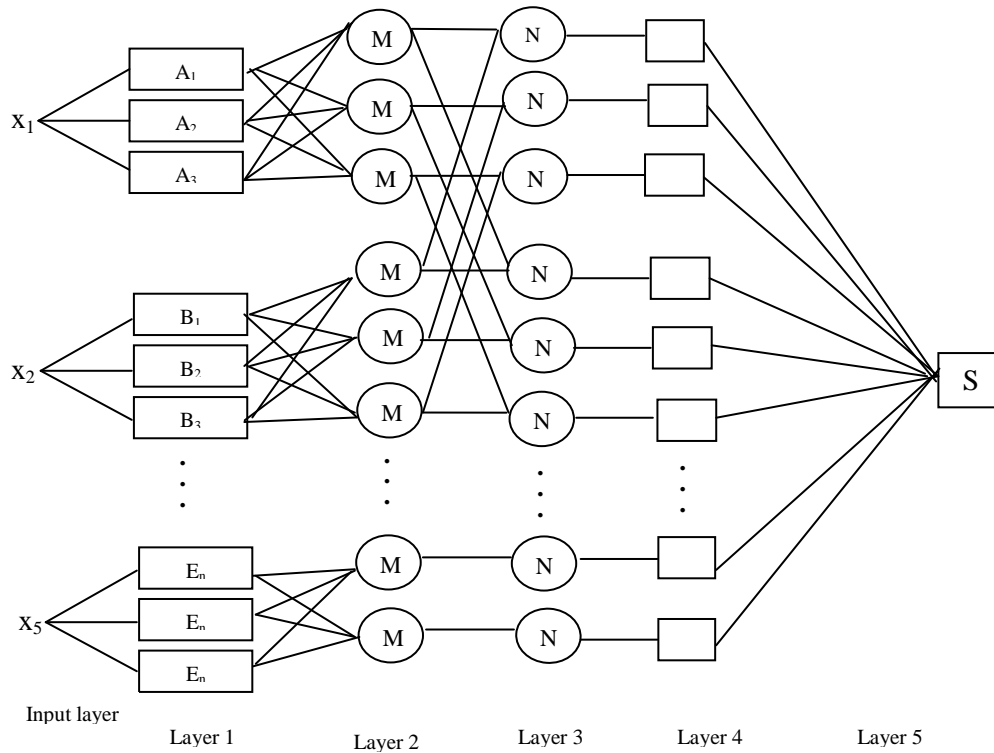 x₁
A₁
A₂
A₃
M
M
M
N
N
N
x₂
B₁
B₂
B₃
M
M
M
N
N
N
S
x₅
Eₙ
Eₙ
Eₙ
M
M
N
N
Input layer
Layer 1
Layer 2
Layer 3
Layer 4
Layer 5